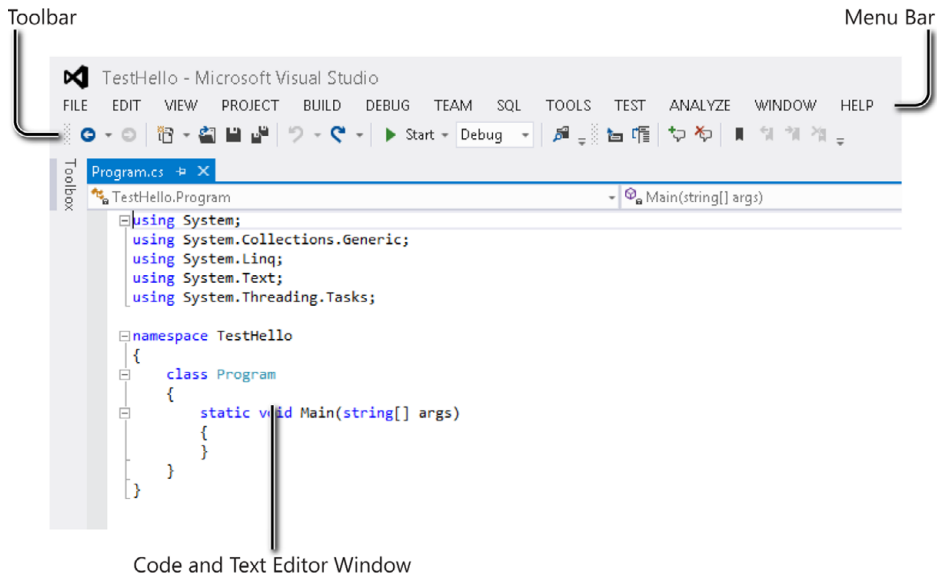 Toolbar
Menu Bar
TestHello - Microsoft Visual Studio
FILE EDIT VIEW PROJECT BUILD DEBUG TEAM SQL TOOLS TEST ANALYZE WINDOW HELP
Start Debug
Toolbox
Program.cs
TestHello.Program Main(string[] args)
using System;
using System.Collections.Generic;
using System.Linq;
using System.Text;
using System.Threading.Tasks;
namespace TestHello
{
class Program
{
static void Main(string[] args)
{
}
}
}
Code and Text Editor Window